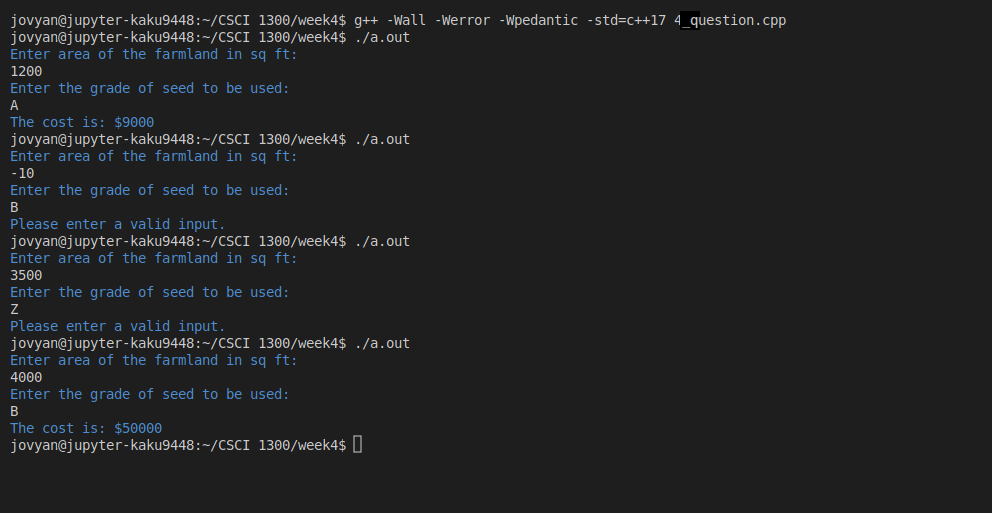 jovyan@jupyter-kaku9448:~/CSCI 1300/week4$ g++ -Wall -Werror -Wpedantic -std=c++17 4_question.cpp
jovyan@jupyter-kaku9448:~/CSCI 1300/week4$ ./a.out
Enter area of the farmland in sq ft:
1200
Enter the grade of seed to be used:
A
The cost is: $9000
jovyan@jupyter-kaku9448:~/CSCI 1300/week4$ ./a.out
Enter area of the farmland in sq ft:
-10
Enter the grade of seed to be used:
B
Please enter a valid input.
jovyan@jupyter-kaku9448:~/CSCI 1300/week4$ ./a.out
Enter area of the farmland in sq ft:
3500
Enter the grade of seed to be used:
Z
Please enter a valid input.
jovyan@jupyter-kaku9448:~/CSCI 1300/week4$ ./a.out
Enter area of the farmland in sq ft:
4000
Enter the grade of seed to be used:
B
The cost is: $50000
jovyan@jupyter-kaku9448:~/CSCI 1300/week4$